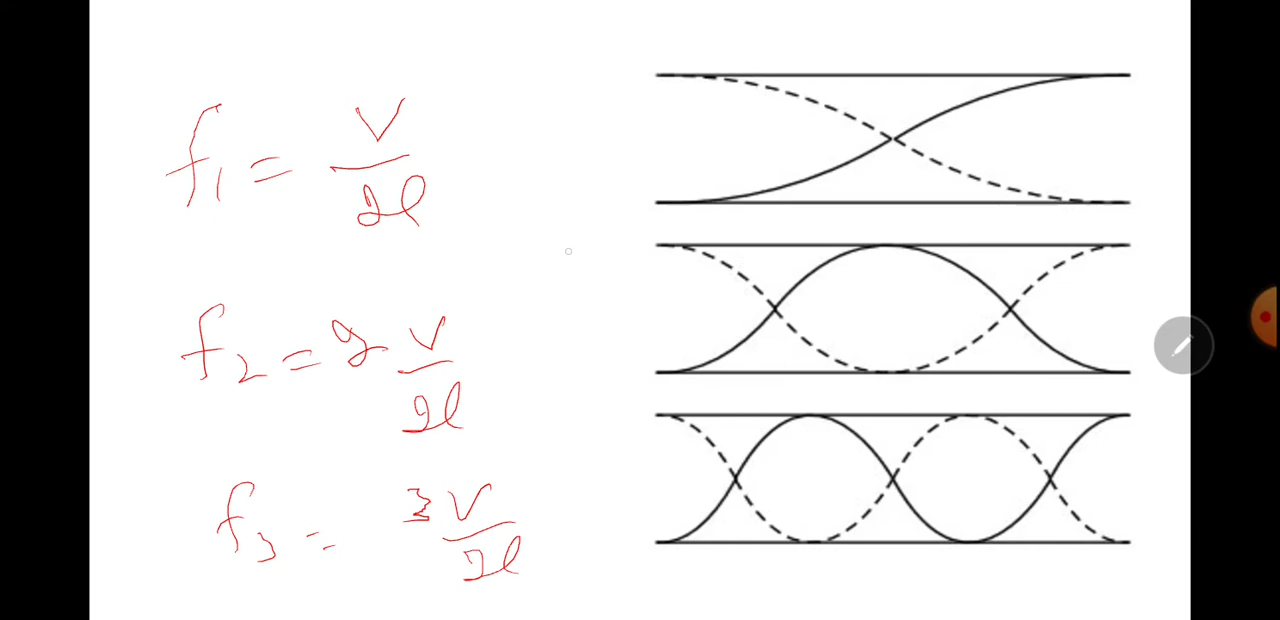 f₁ = V/2l
f₂ = 2 V/2l
f₃ = 3V/2l